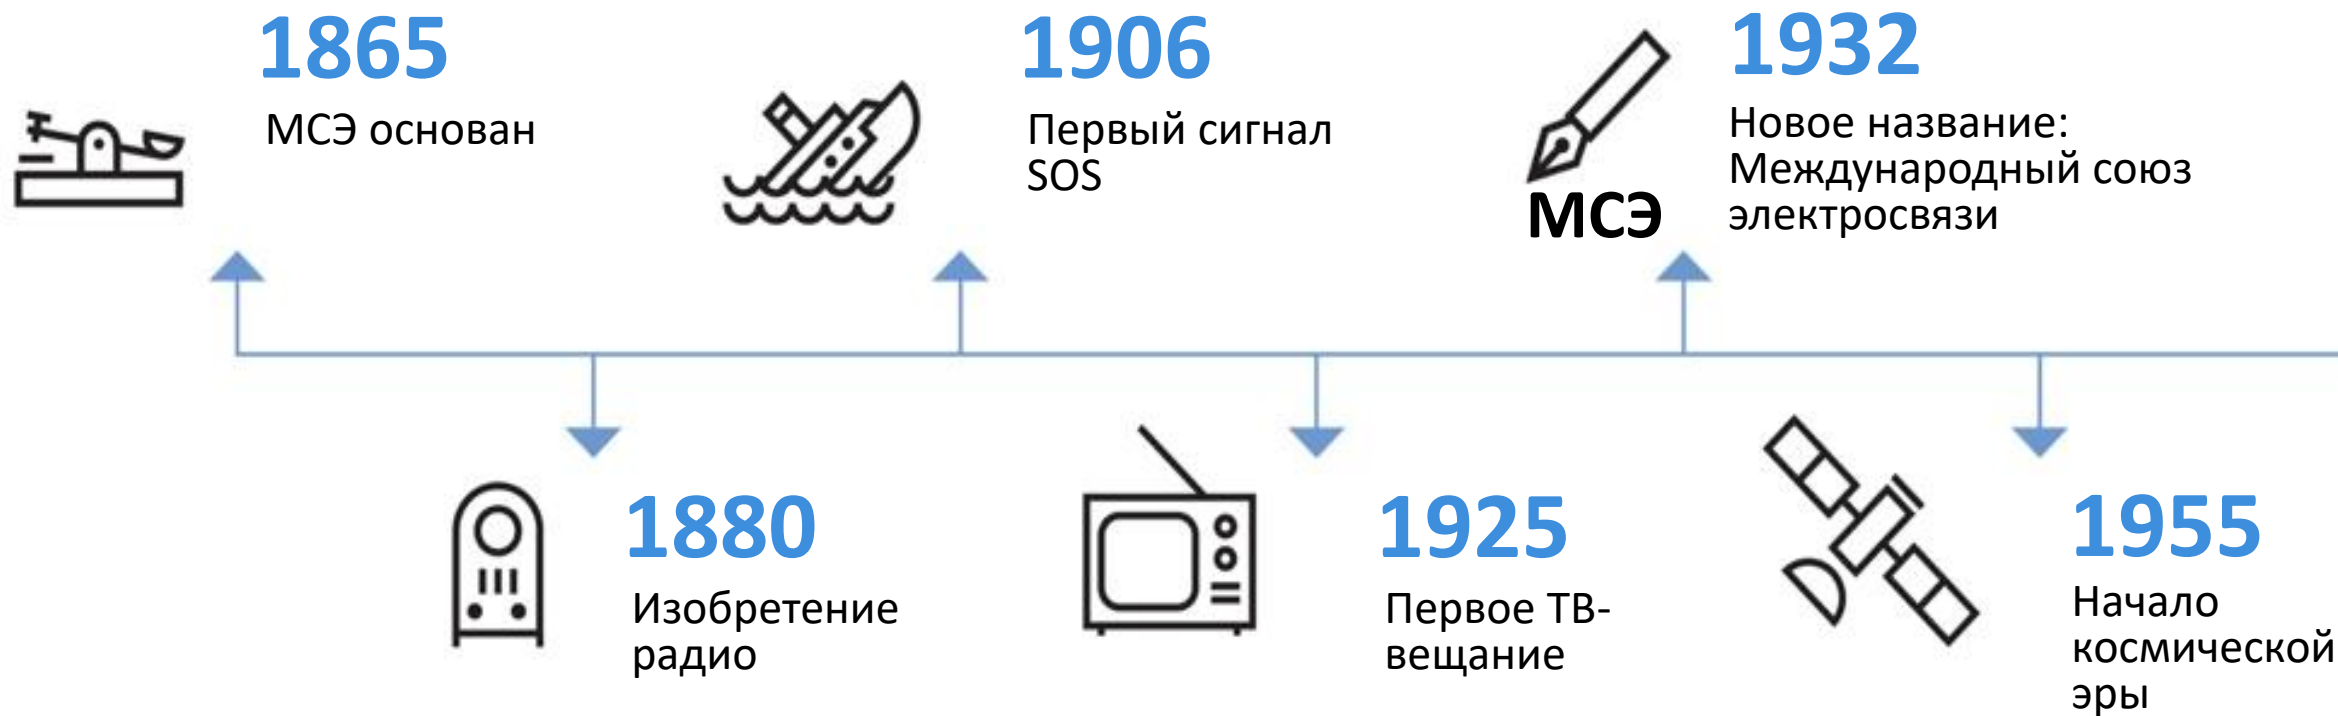 1865
МСЭ основан
1906
Первый сигнал
SOS
МСЭ
1932
Новое название:
Международный союз
электросвязи
1880
Изобретение
радио
1925
Первое ТВ-
вещание
1955
Начало
космической
эры